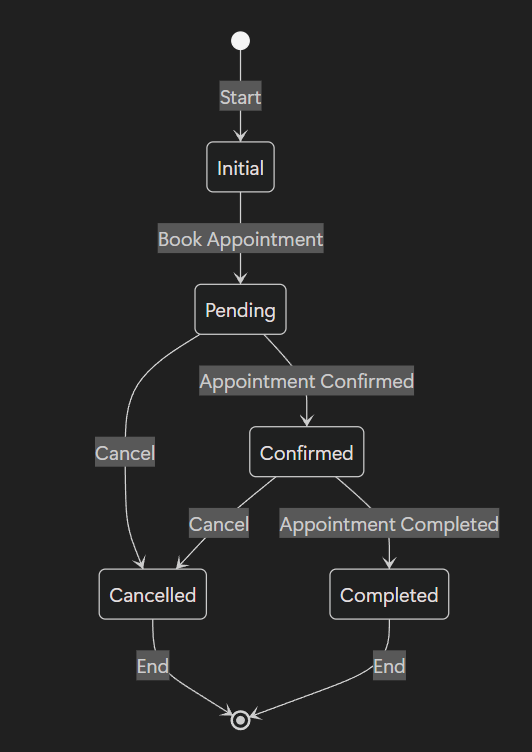 Start
Initial
Book Appointment
Pending
Appointment Confirmed
Cancel
Confirmed
Cancel
Appointment Completed
Cancelled
Completed
End
End